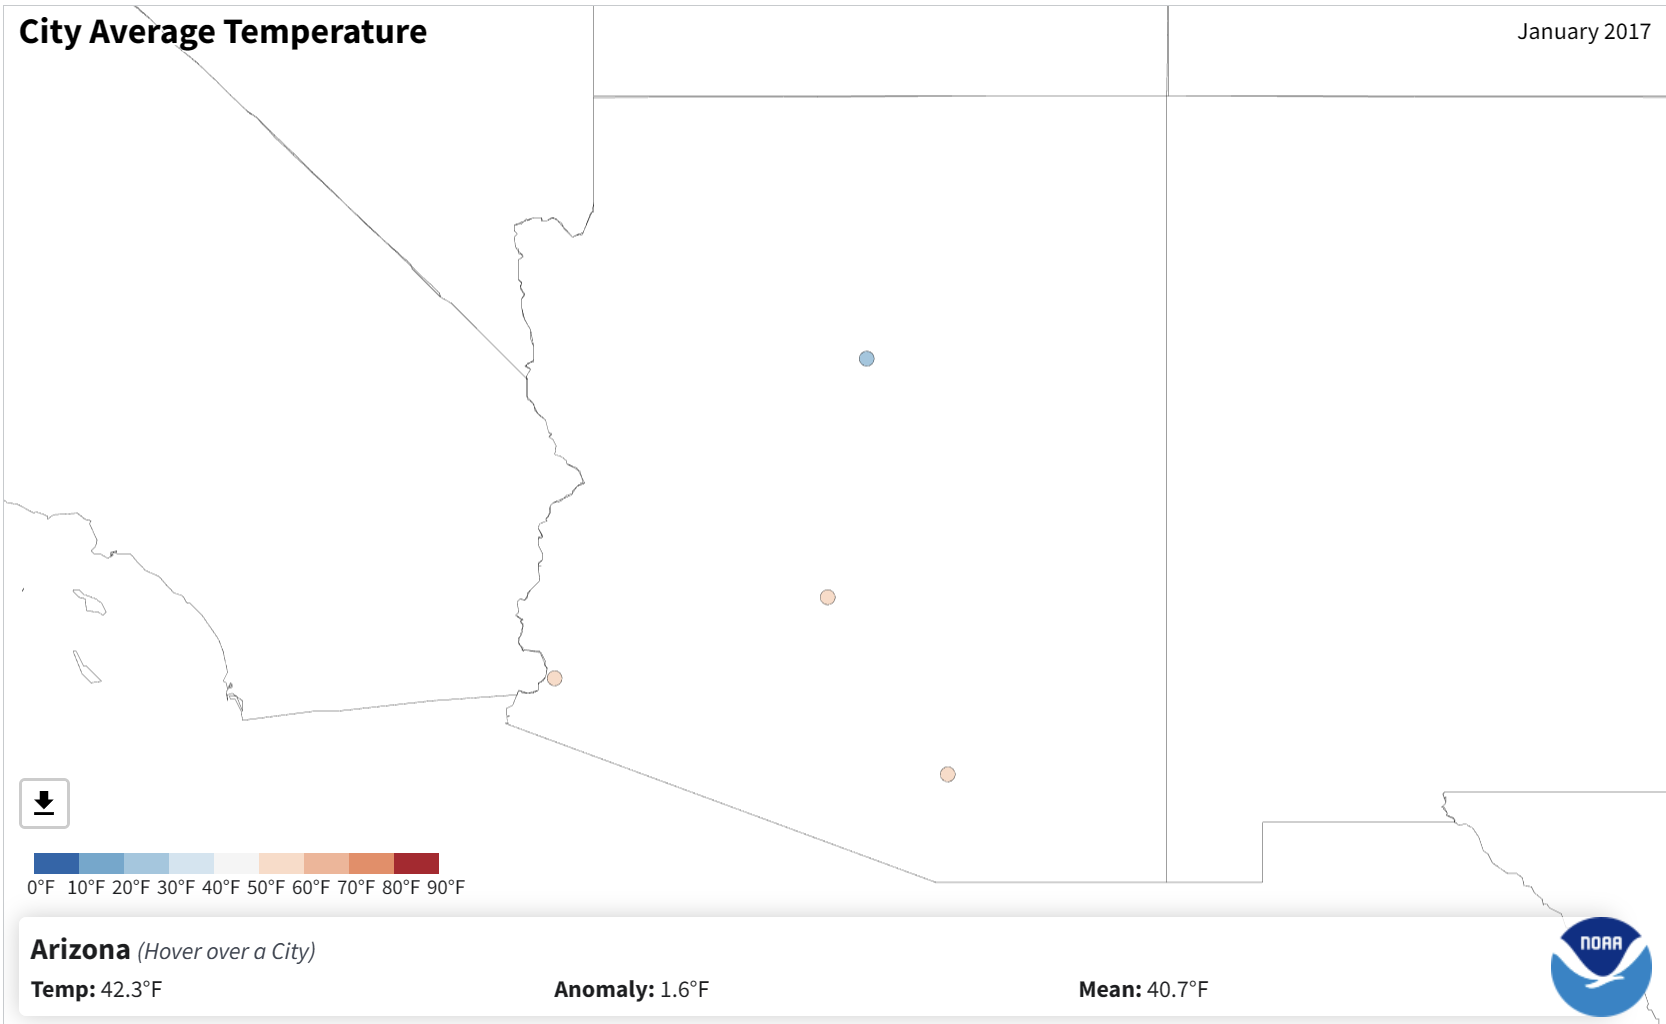 City Average Temperature
January 2017
0°F 10°F 20°F 30°F 40°F 50°F 60°F 70°F 80°F 90°F
Arizona (Hover over a City)
Temp: 42.3°F Anomaly: 1.6°F Mean: 40.7°F
NOAA